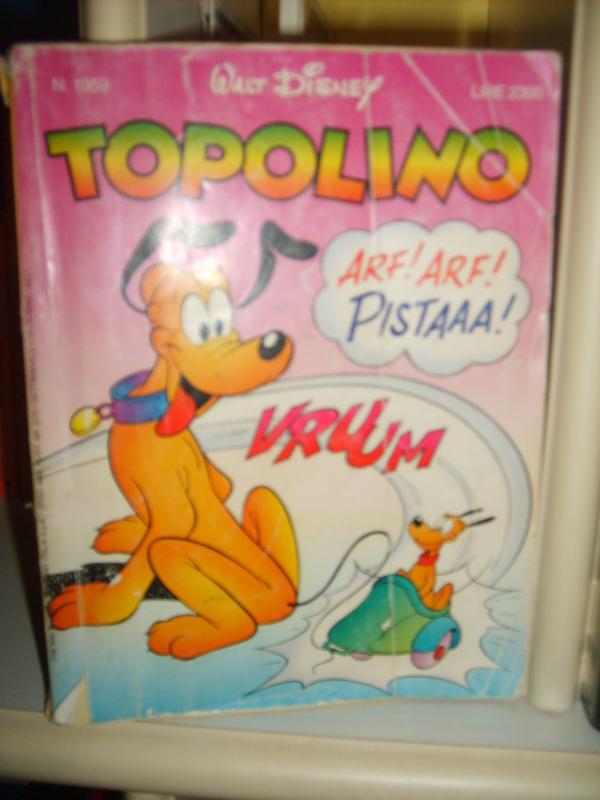 N. 1959
Walt Disney
LIRE 2300
TOPOLINO
ARF! ARF!
PISTAAA!
VRUUM